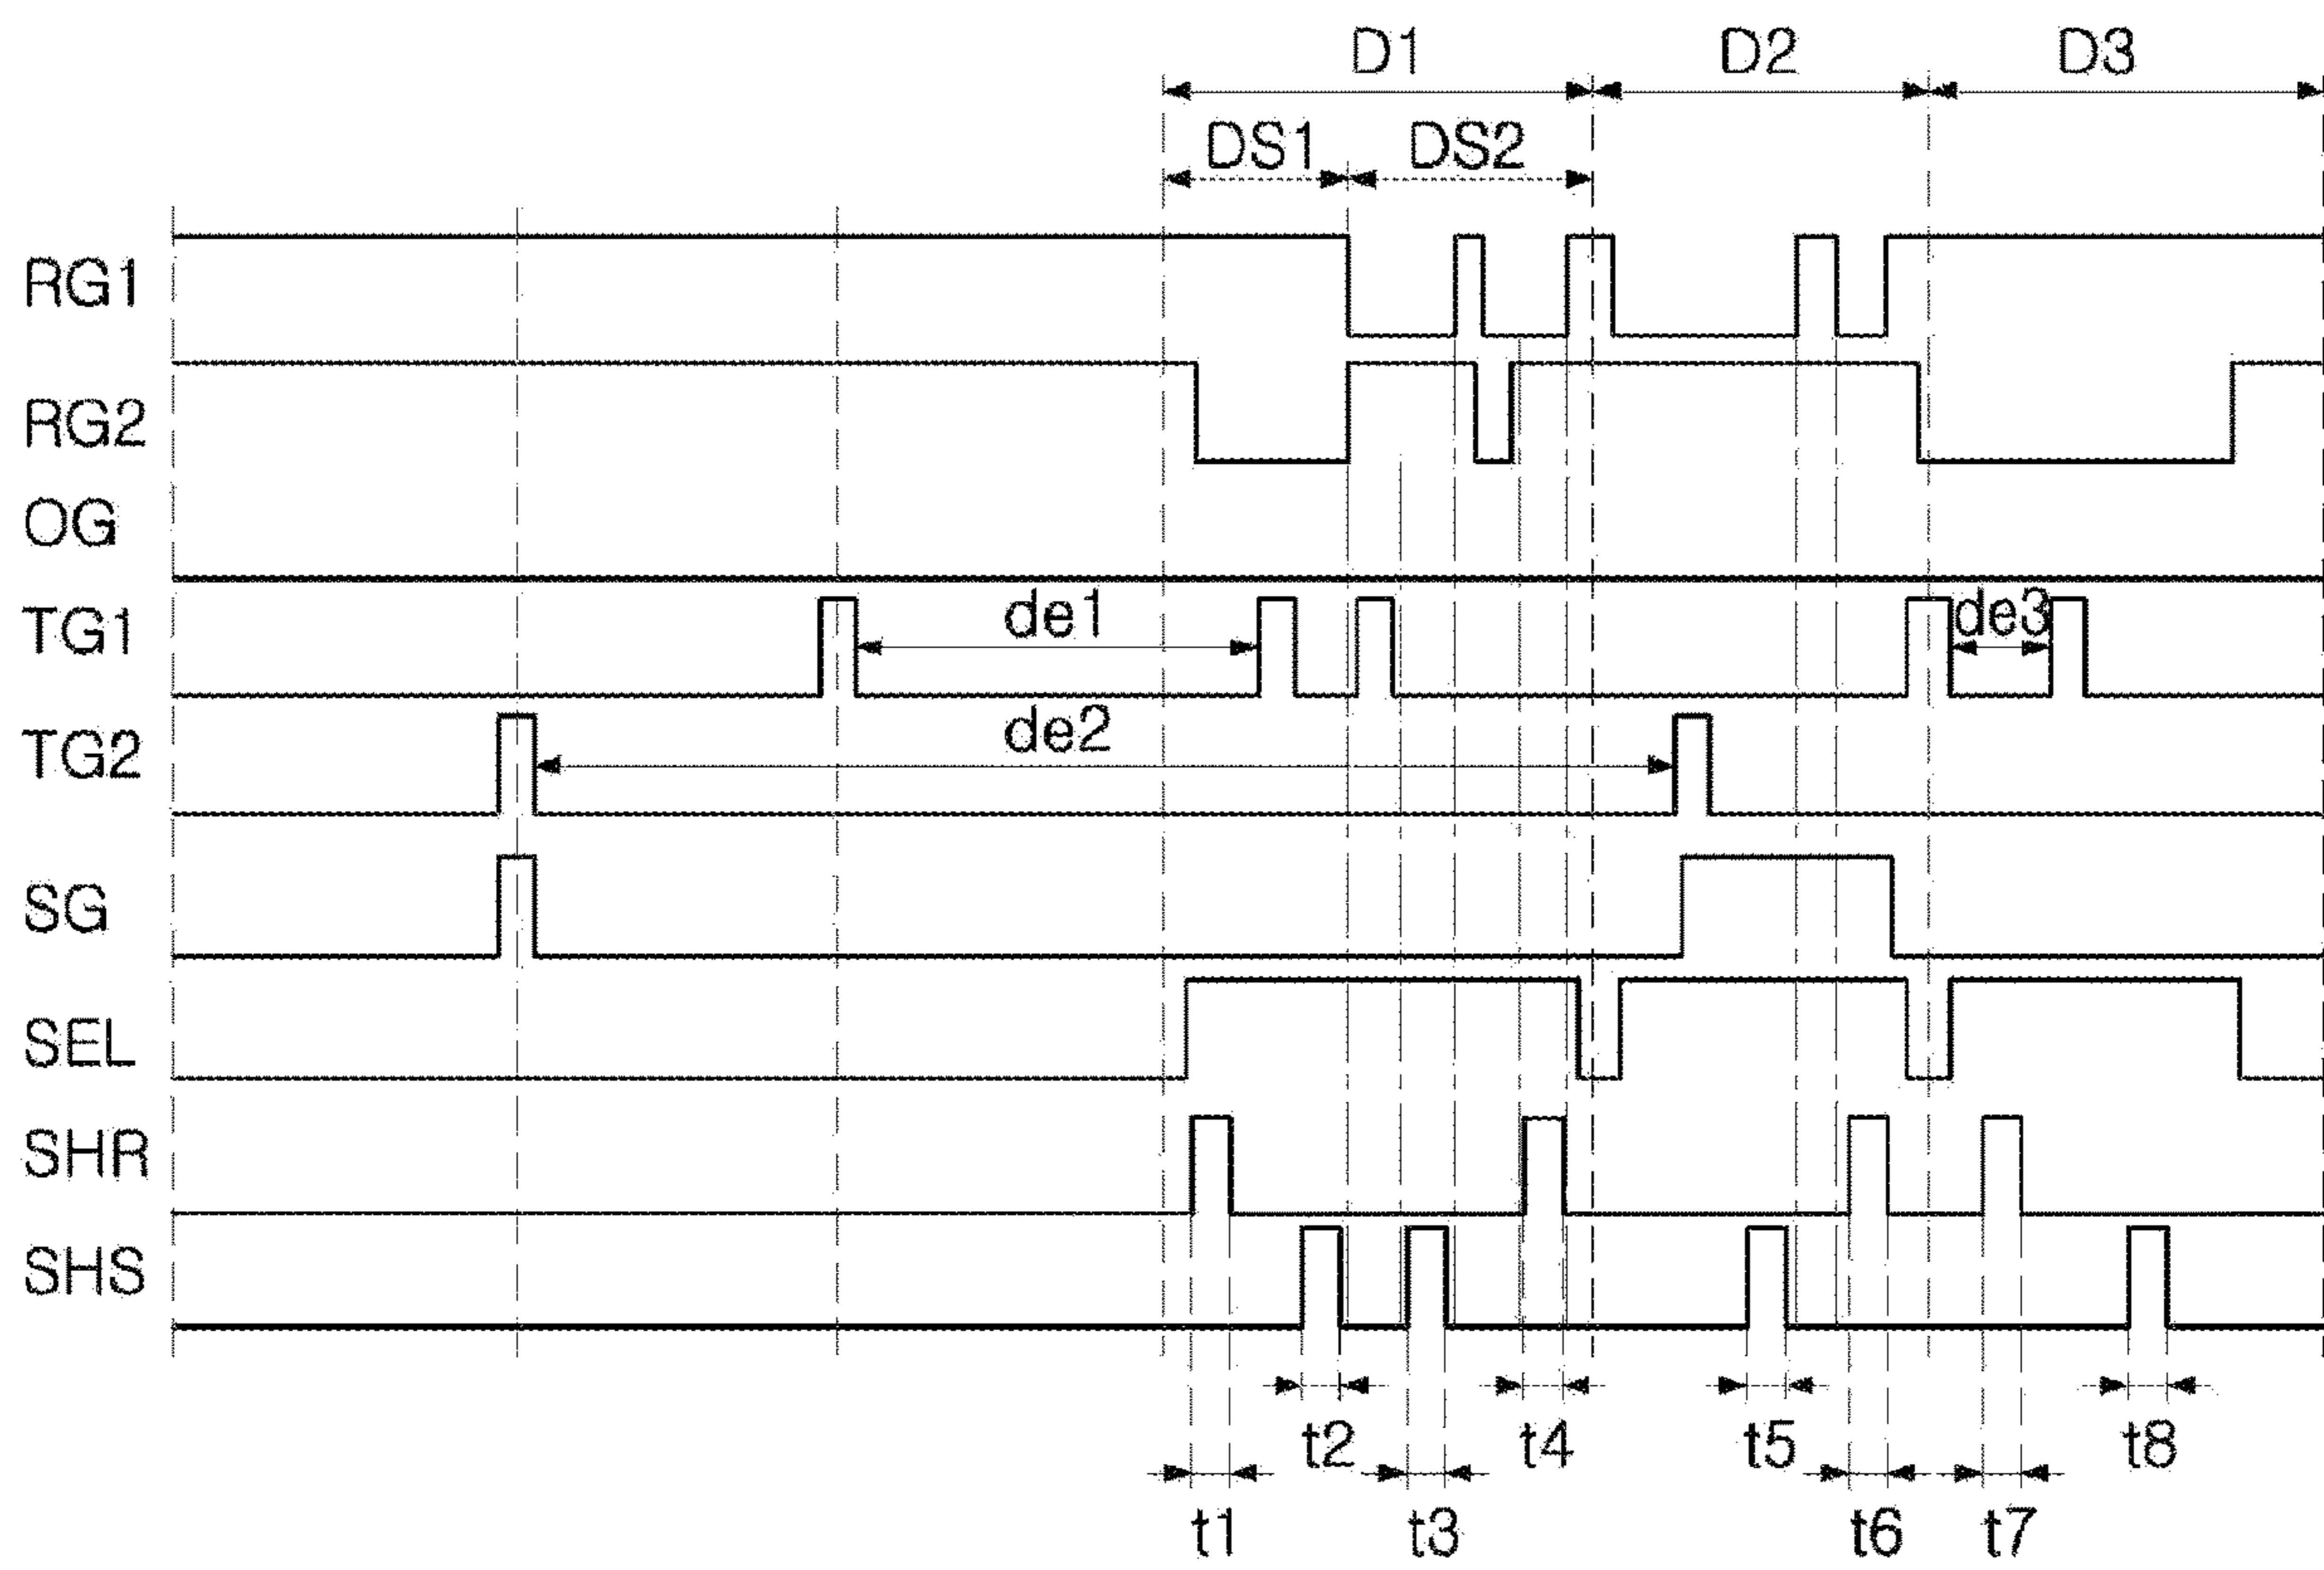 D1 D2 D3
DS1 DS2
RG1
RG2
OG
TG1 de1 de3
TG2 de2
SG
SEL
SHR
SHS
t2 t4 t5 t8
t1 t3 t6 t7